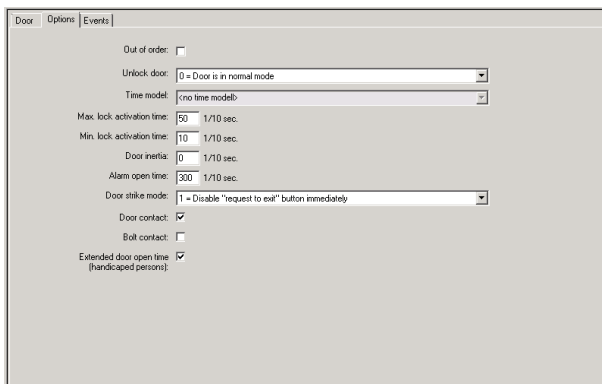 Door Options Events
Out of order:
Unlock door: 0 = Door is in normal mode
Time model: <no time model>
Max. lock activation time: 50 1/10 sec.
Min. lock activation time: 10 1/10 sec.
Door inertia: 0 1/10 sec.
Alarm open time: 300 1/10 sec.
Door strike mode: 1 = Disable "request to exit" button immediately
Door contact:
Bolt contact:
Extended door open time
(handicaped persons):